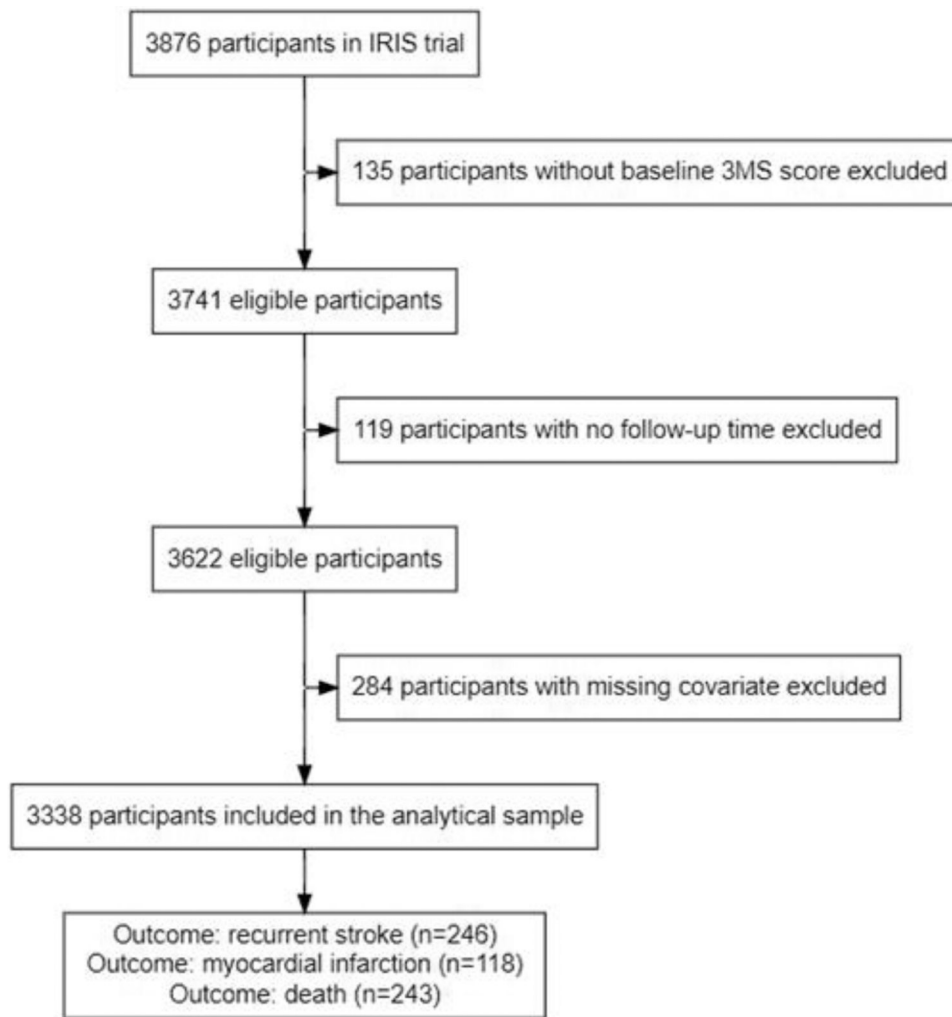 3876 participants in IRIS trial
135 participants without baseline 3MS score excluded
3741 eligible participants
119 participants with no follow-up time excluded
3622 eligible participants
284 participants with missing covariate excluded
3338 participants included in the analytical sample
Outcome: recurrent stroke (n=246)
Outcome: myocardial infarction (n=118)
Outcome: death (n=243)